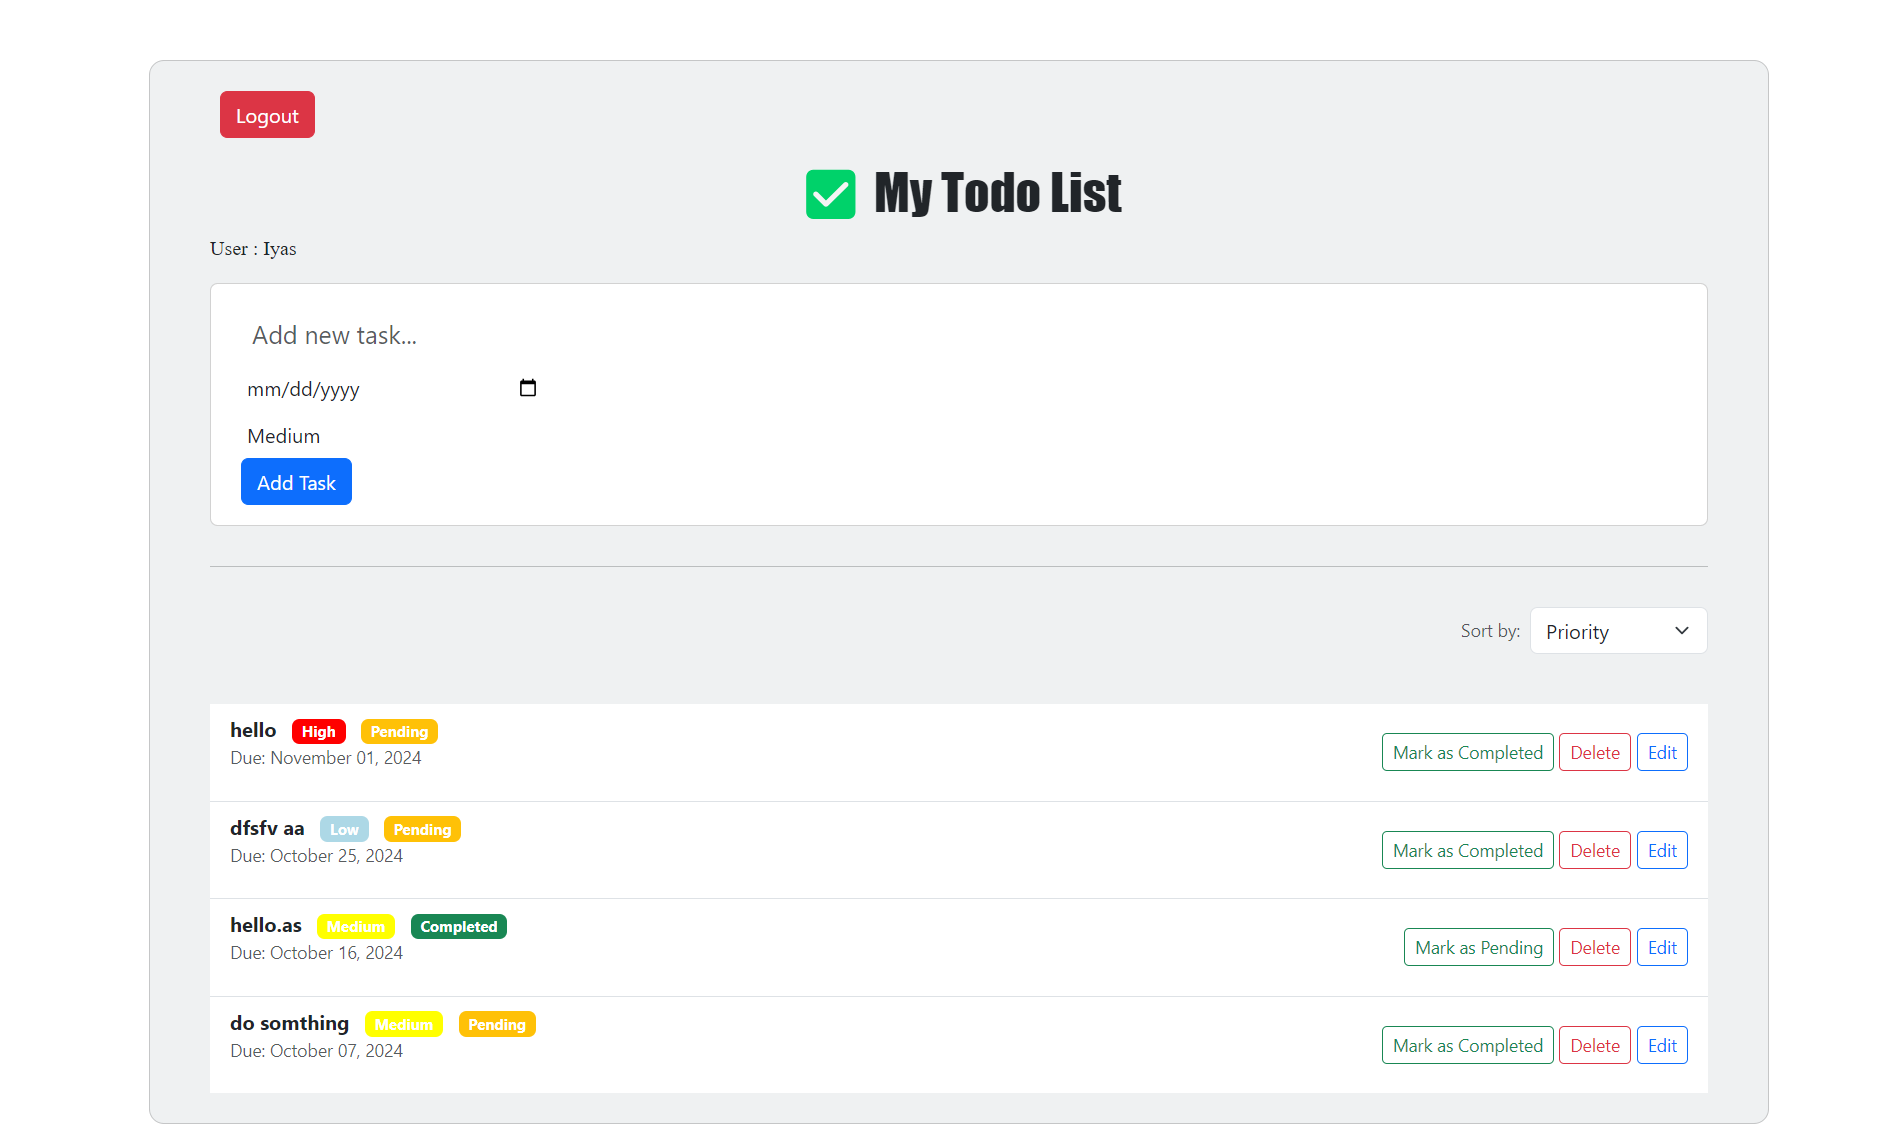 Logout
My Todo List
User : Iyas
Add new task...
mm/dd/yyyy
Medium
Add Task
Sort by: Priority
hello High Pending
Due: November 01, 2024
Mark as Completed Delete Edit
dfsfv aa Low Pending
Due: October 25, 2024
Mark as Completed Delete Edit
hello.as Medium Completed
Due: October 16, 2024
Mark as Pending Delete Edit
do somthing Medium Pending
Due: October 07, 2024
Mark as Completed Delete Edit